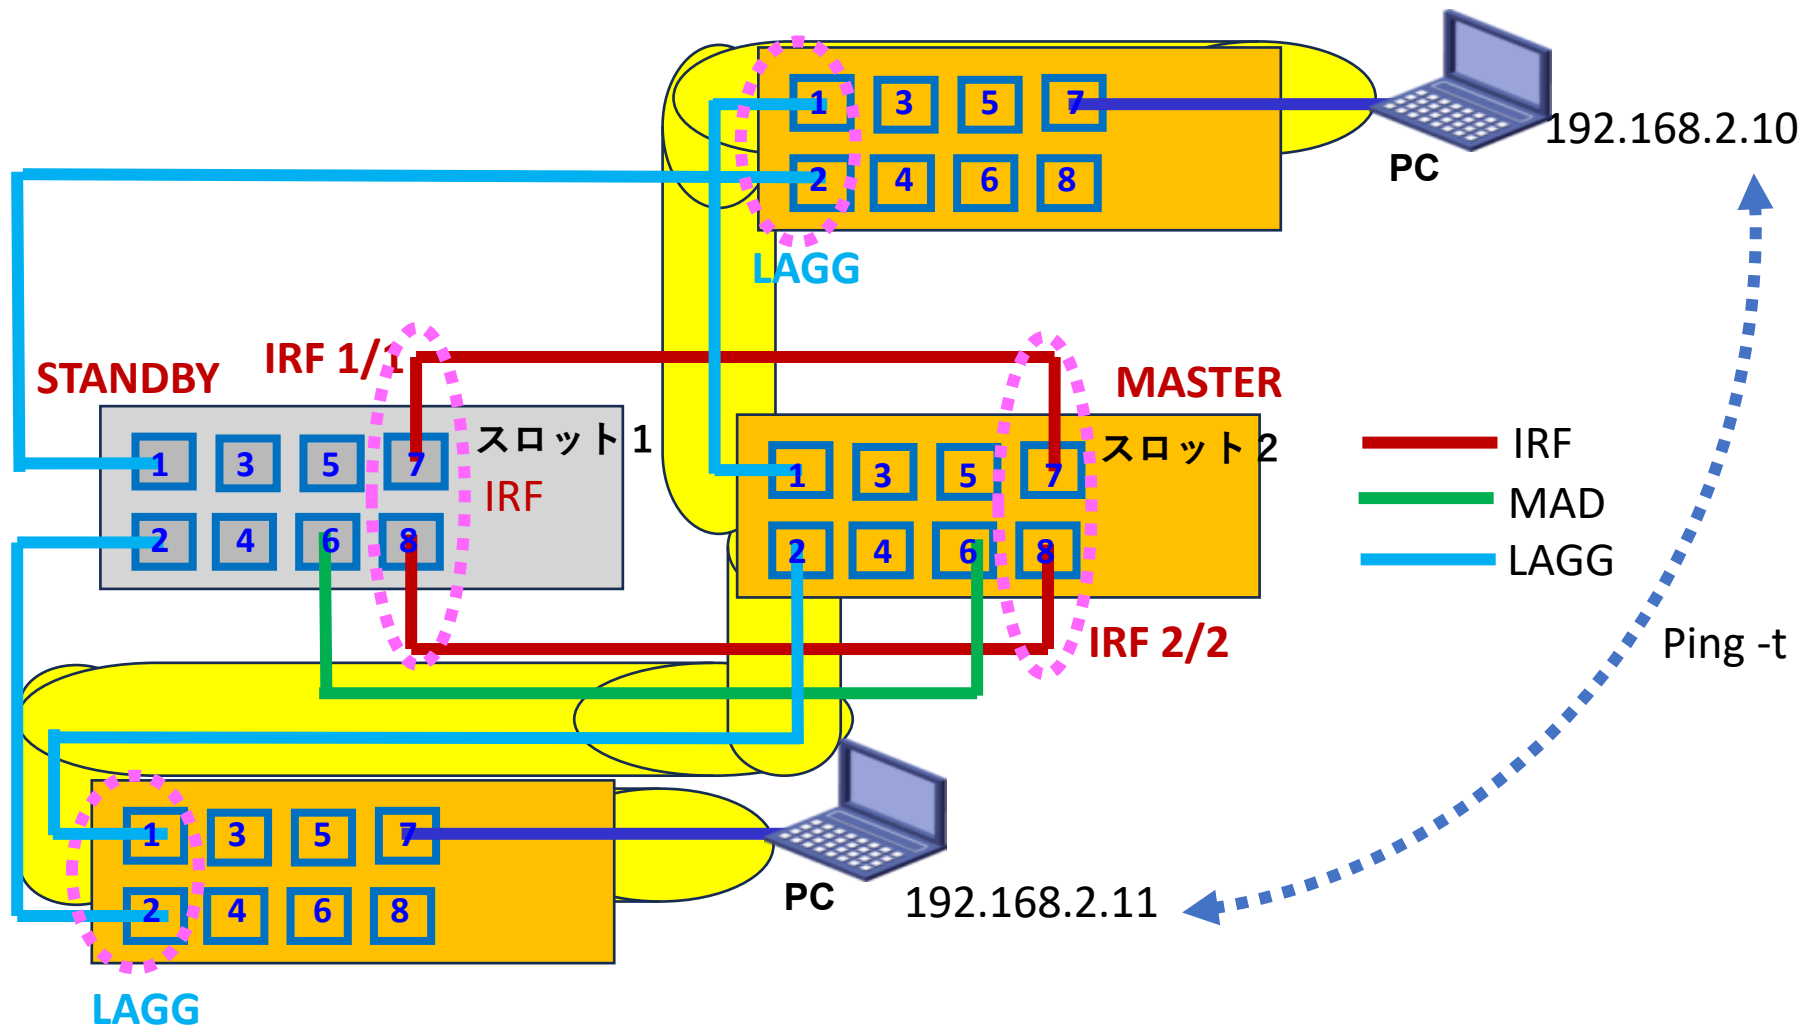 1 3 5 7
2 4 6 8
LAGG
PC
192.168.2.10
STANDBY
IRF 1/1
MASTER
スロット 1
1 3 5 7
IRF
2 4 6 8
スロット 2
1 3 5 7
2 4 6 8
IRF 2/2
IRF
MAD
LAGG
Ping -t
1 3 5 7
2 4 6 8
LAGG
PC
192.168.2.11